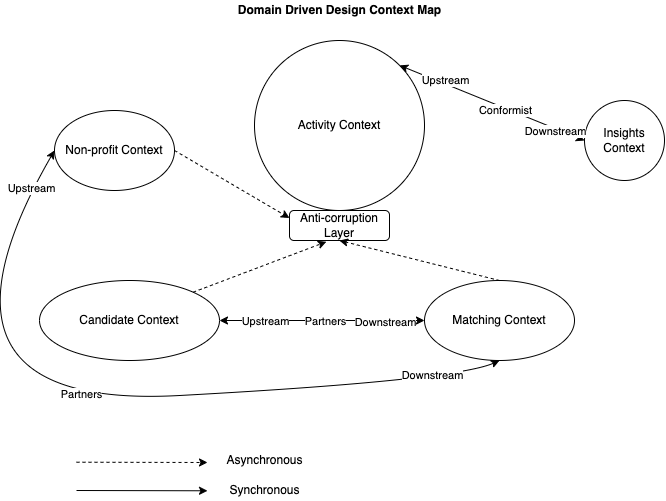 Domain Driven Design Context Map
Upstream
Activity Context
Conformist
Downstream
Insights
Context
Non-profit Context
Upstream
Anti-corruption
Layer
Candidate Context
Upstream
Partners
Downstream
Matching Context
Downstream
Partners
Asynchronous
Synchronous